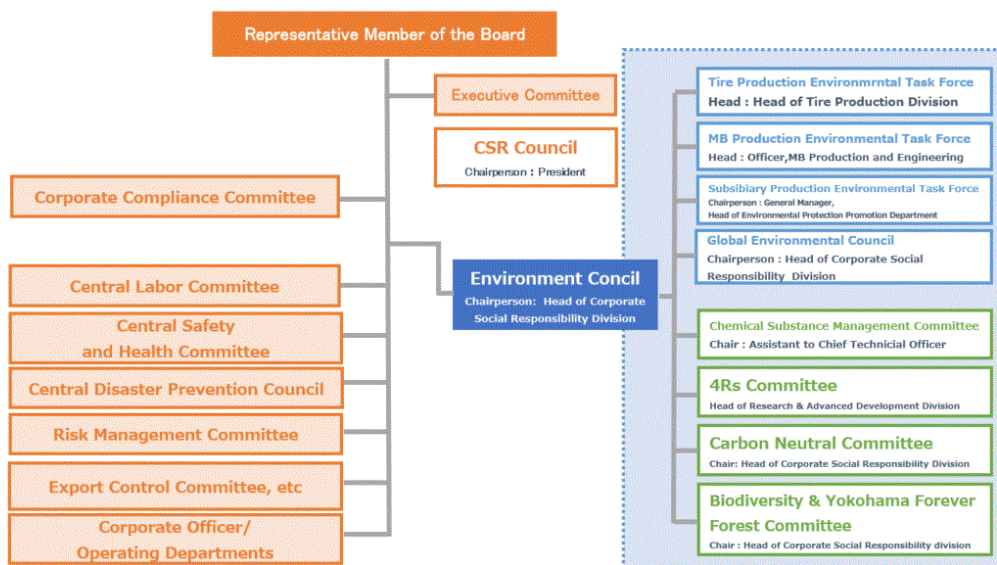 Representative Member of the Board
Executive Committee
CSR Council
Chairperson : President
Corporate Compliance Committee
Central Labor Committee
Central Safety
and Health Committee
Central Disaster Prevention Council
Risk Management Committee
Export Control Committee, etc
Corporate Officer/
Operating Departments
Environment Concil
Chairperson: Head of Corporate
Social Responsibility Division
Tire Production Environmrntal Task Force
Head : Head of Tire Production Division
MB Production Environmental Task Force
Head : Officer,MB Production and Engineering
Subsibiary Production Environmental Task Force
Chairperson : General Manager,
Head of Environmental Protection Promotion Department
Global Environmental Council
Chairperson : Head of Corporate Social
Responsibility Division
Chemical Substance Management Committee
Chair : Assistant to Chief Technicial Officer
4Rs Committee
Head of Research & Advanced Development Division
Carbon Neutral Committee
Chair: Head of Corporate Social Responsibility Division
Biodiversity & Yokohama Forever
Forest Committee
Chair : Head of Corporate Social Responsibility division